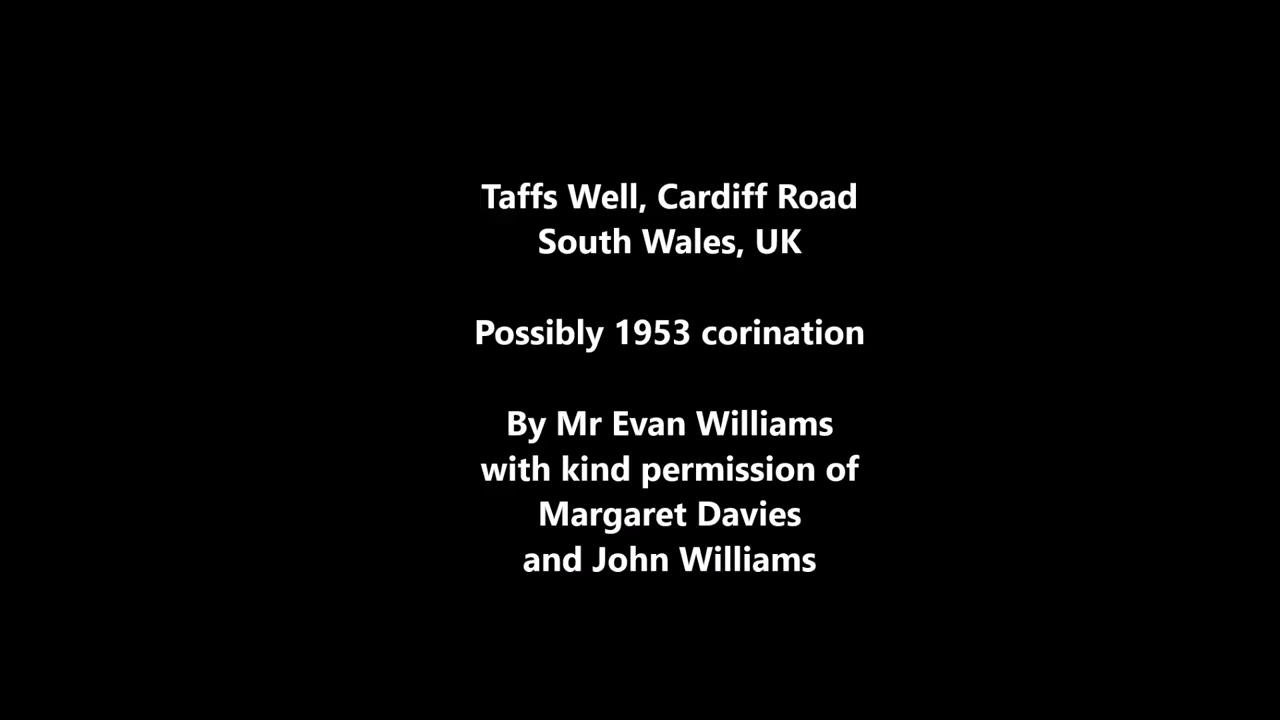 Taffs Well, Cardiff Road
South Wales, UK
Possibly 1953 corination
By Mr Evan Williams
with kind permission of
Margaret Davies
and John Williams